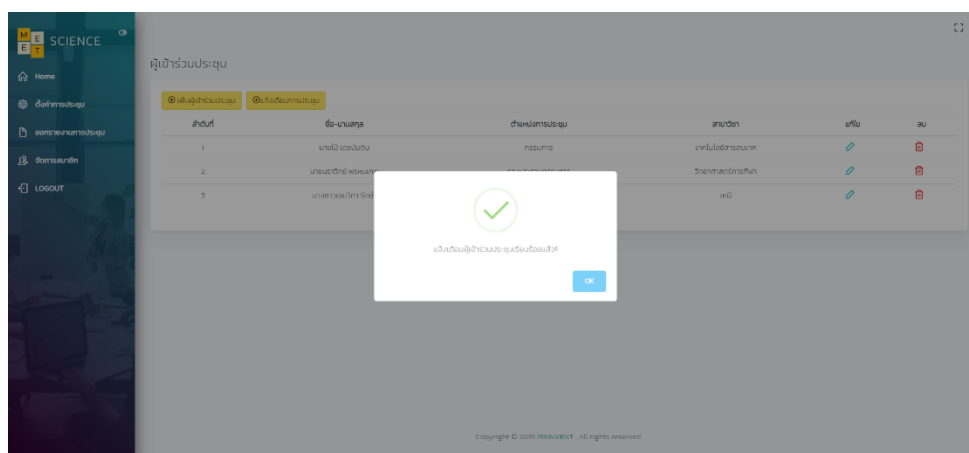 M E SCIENCE
E T
Home
ตั้งค่าการประชุม
ออกรายงานการประชุม
จัดการสมาชิก
LOGOUT
ผู้เข้าร่วมประชุม
เพิ่มผู้เข้าร่วมประชุม แจ้งเตือนการประชุม
ลำดับที่ ชื่อ-นามสกุล ตำแหน่งการประชุม สาขาวิชา แก้ไข ลบ
1 กรรมการ เทคโนโลยีสารสนเทศ
2 วิทยาศาสตร์การกีฬา
3 นางสาว เคมี
แจ้งเตือนผู้เข้าร่วมประชุมเรียบร้อยแล้ว!!
OK
Copyright © 2018 PIXINVENT , All rights reserved.